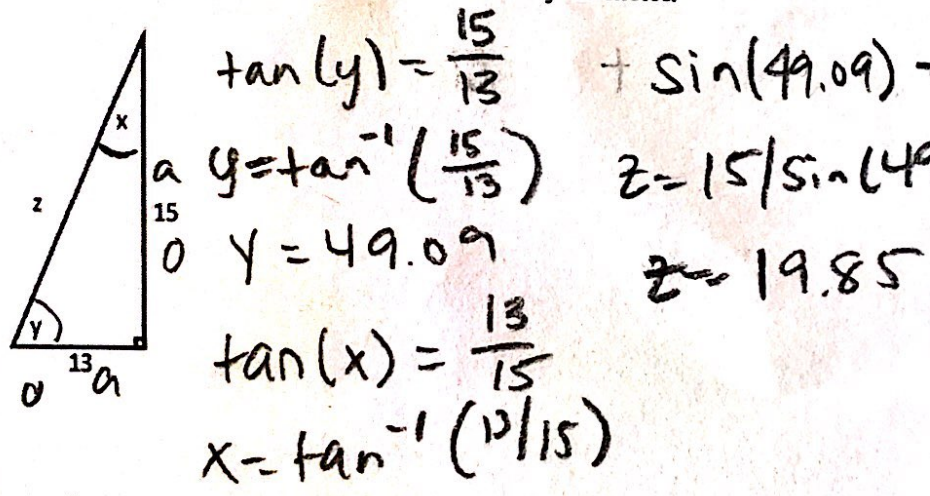 tan(y) = 15/13
y = tan⁻¹(15/13)
y = 49.09
tan(x) = 13/15
x = tan⁻¹(13/15)
+ sin(49.09) -
z = 15/sin(49
z = 19.85
x
a
z
15
o
y
13 a
o